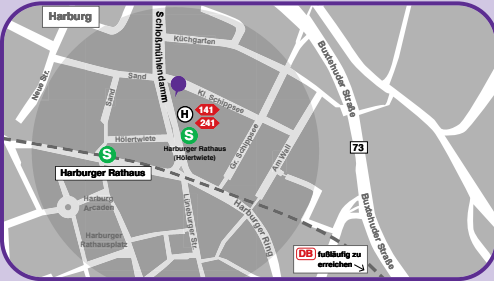 Harburg
Schloßmühlendamm
Küchgarten
Buxtehuder Straße
Neue Str.
Sand
Sand
Kl. Schippsee
H
141
241
S
Harburger Rathaus
(Hölertwiete)
Hölertwiete
S
Harburger Rathaus
Gr. Schippsee
Am Wall
73
Harburg
Arcaden
Lüneburger Str.
Harburger Ring
Buxtehuder Straße
Harburger
Rathausplatz
DB fußläufig zu
erreichen